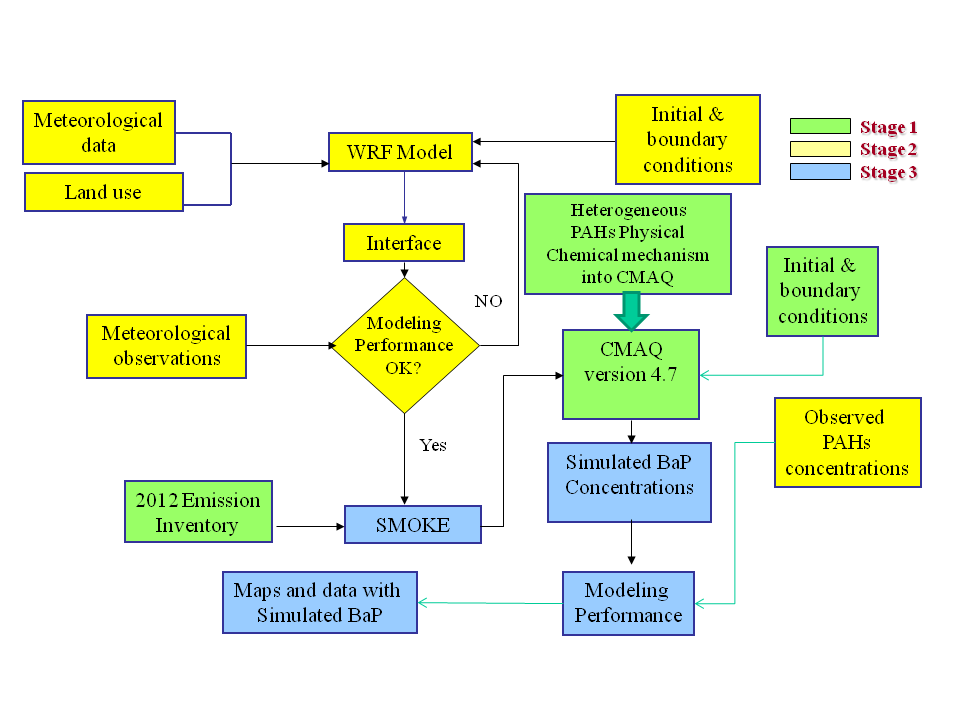 Meteorological
data
Land use
WRF Model
Initial &
boundary
conditions
Stage 1
Stage 2
Stage 3
Interface
Heterogeneous
PAHs Physical
Chemical mechanism
into CMAQ
Initial &
boundary
conditions
NO
Meteorological
observations
Modeling
Performance
OK?
CMAQ
version 4.7
Yes
Observed
PAHs
concentrations
Simulated BaP
Concentrations
2012 Emission
Inventory
SMOKE
Maps and data with
Simulated BaP
Modeling
Performance